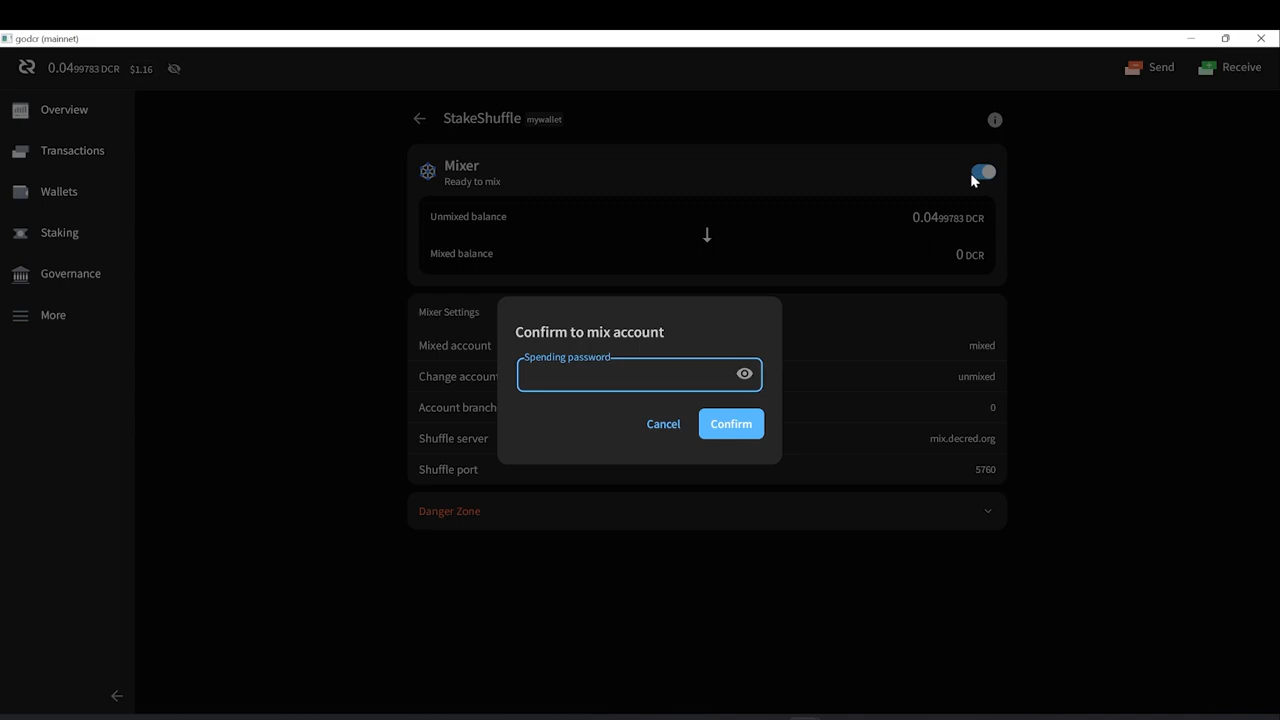 godcr (mainnet)
0.0499783 DCR $1.16
Send
Receive
Overview
Transactions
Wallets
Staking
Governance
More
StakeShuffle mywallet
Mixer
Ready to mix
Unmixed balance 0.0499783 DCR
Mixed balance 0 DCR
Mixer Settings
Mixed account mixed
Change account unmixed
Account branch 0
Shuffle server mix.decred.org
Shuffle port 5760
Danger Zone
Confirm to mix account
Spending password
Cancel Confirm